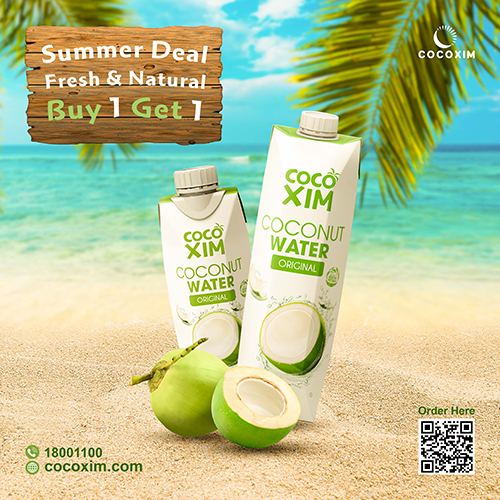 Summer Deal
Fresh & Natural
Buy 1 Get 1
COCOXIM
COCO
XIM
COCONUT
WATER
ORIGINAL
COCO
XIM
COCONUT
WATER
ORIGINAL
Order Here
18001100
cocoxim.com